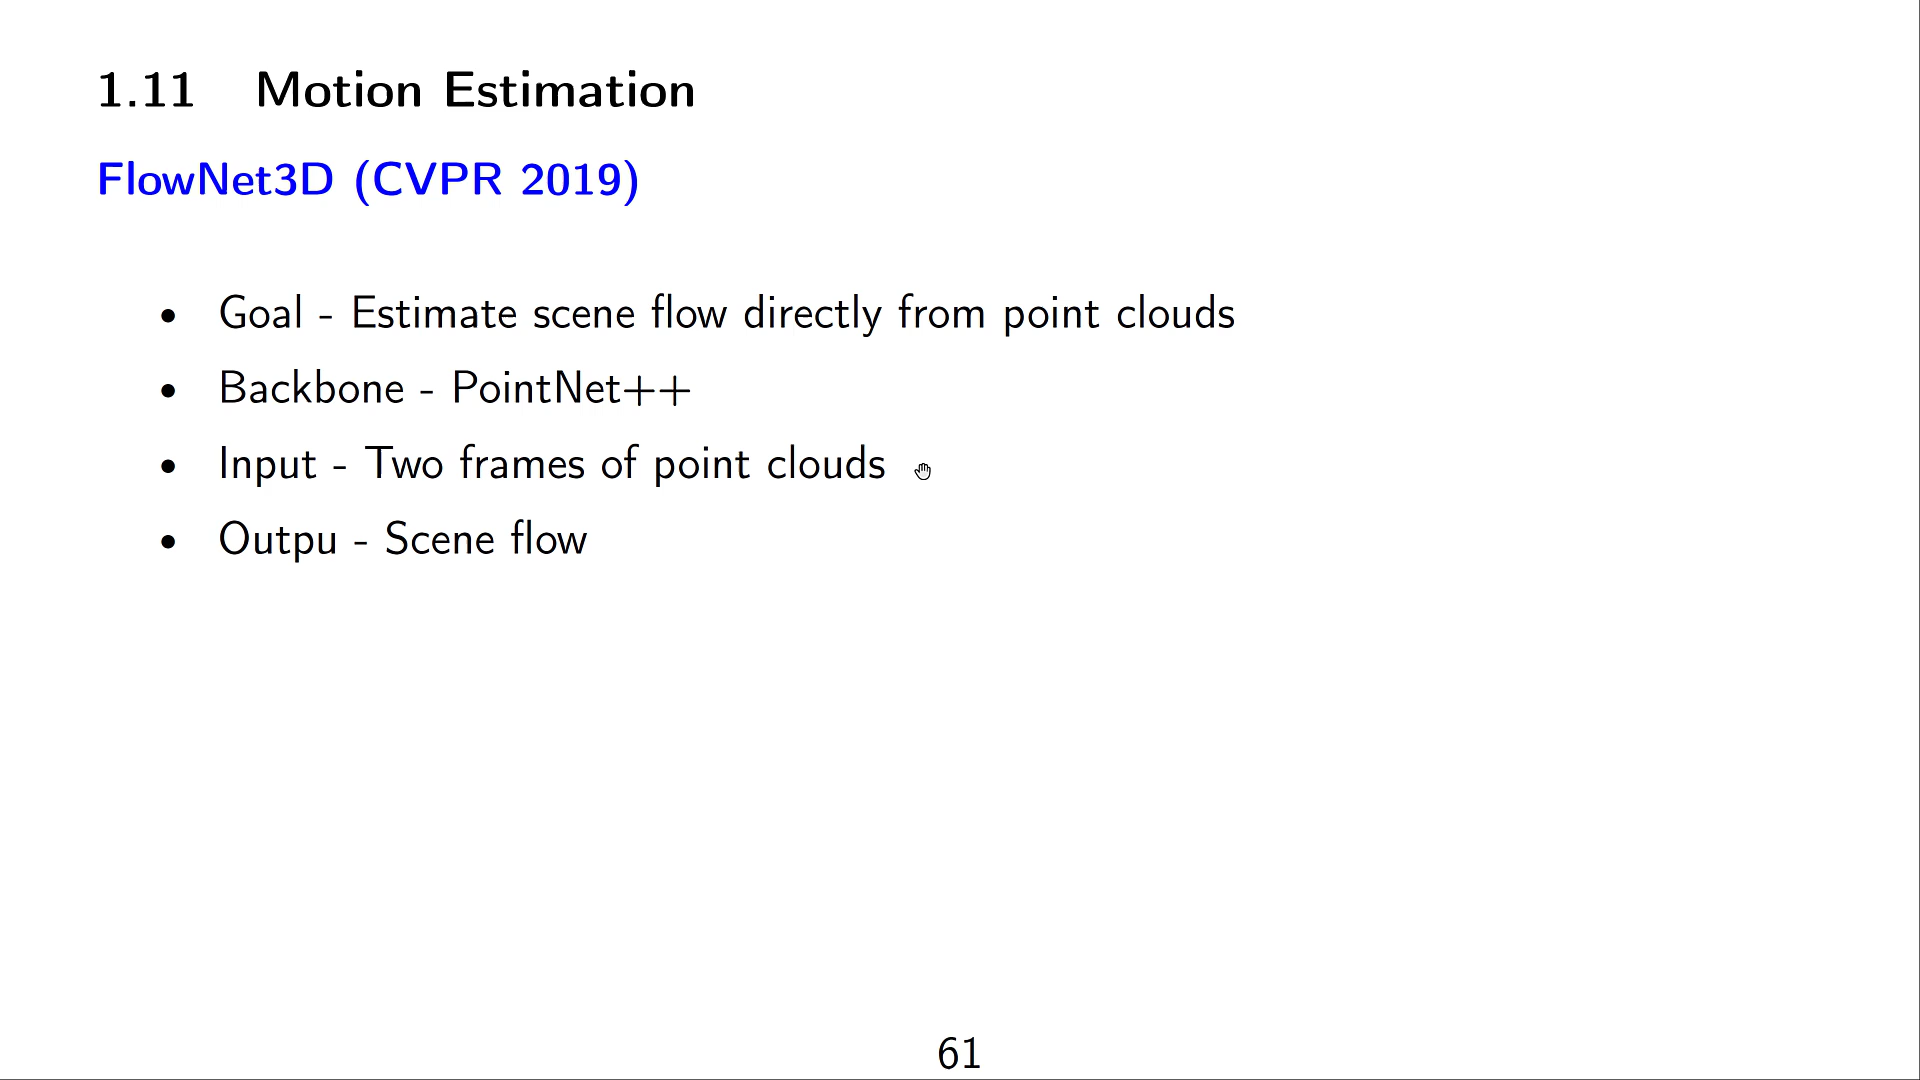 1.11 Motion Estimation
FlowNet3D (CVPR 2019)
• Goal - Estimate scene flow directly from point clouds
• Backbone - PointNet++
• Input - Two frames of point clouds
• Outpu - Scene flow
61